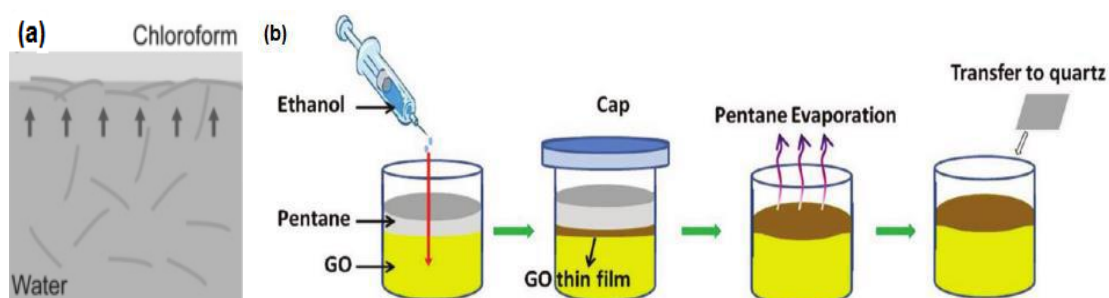 (a)
Chloroform
Water
(b)
Ethanol
Pentane
GO
Cap
GO thin film
Pentane Evaporation
Transfer to quartz